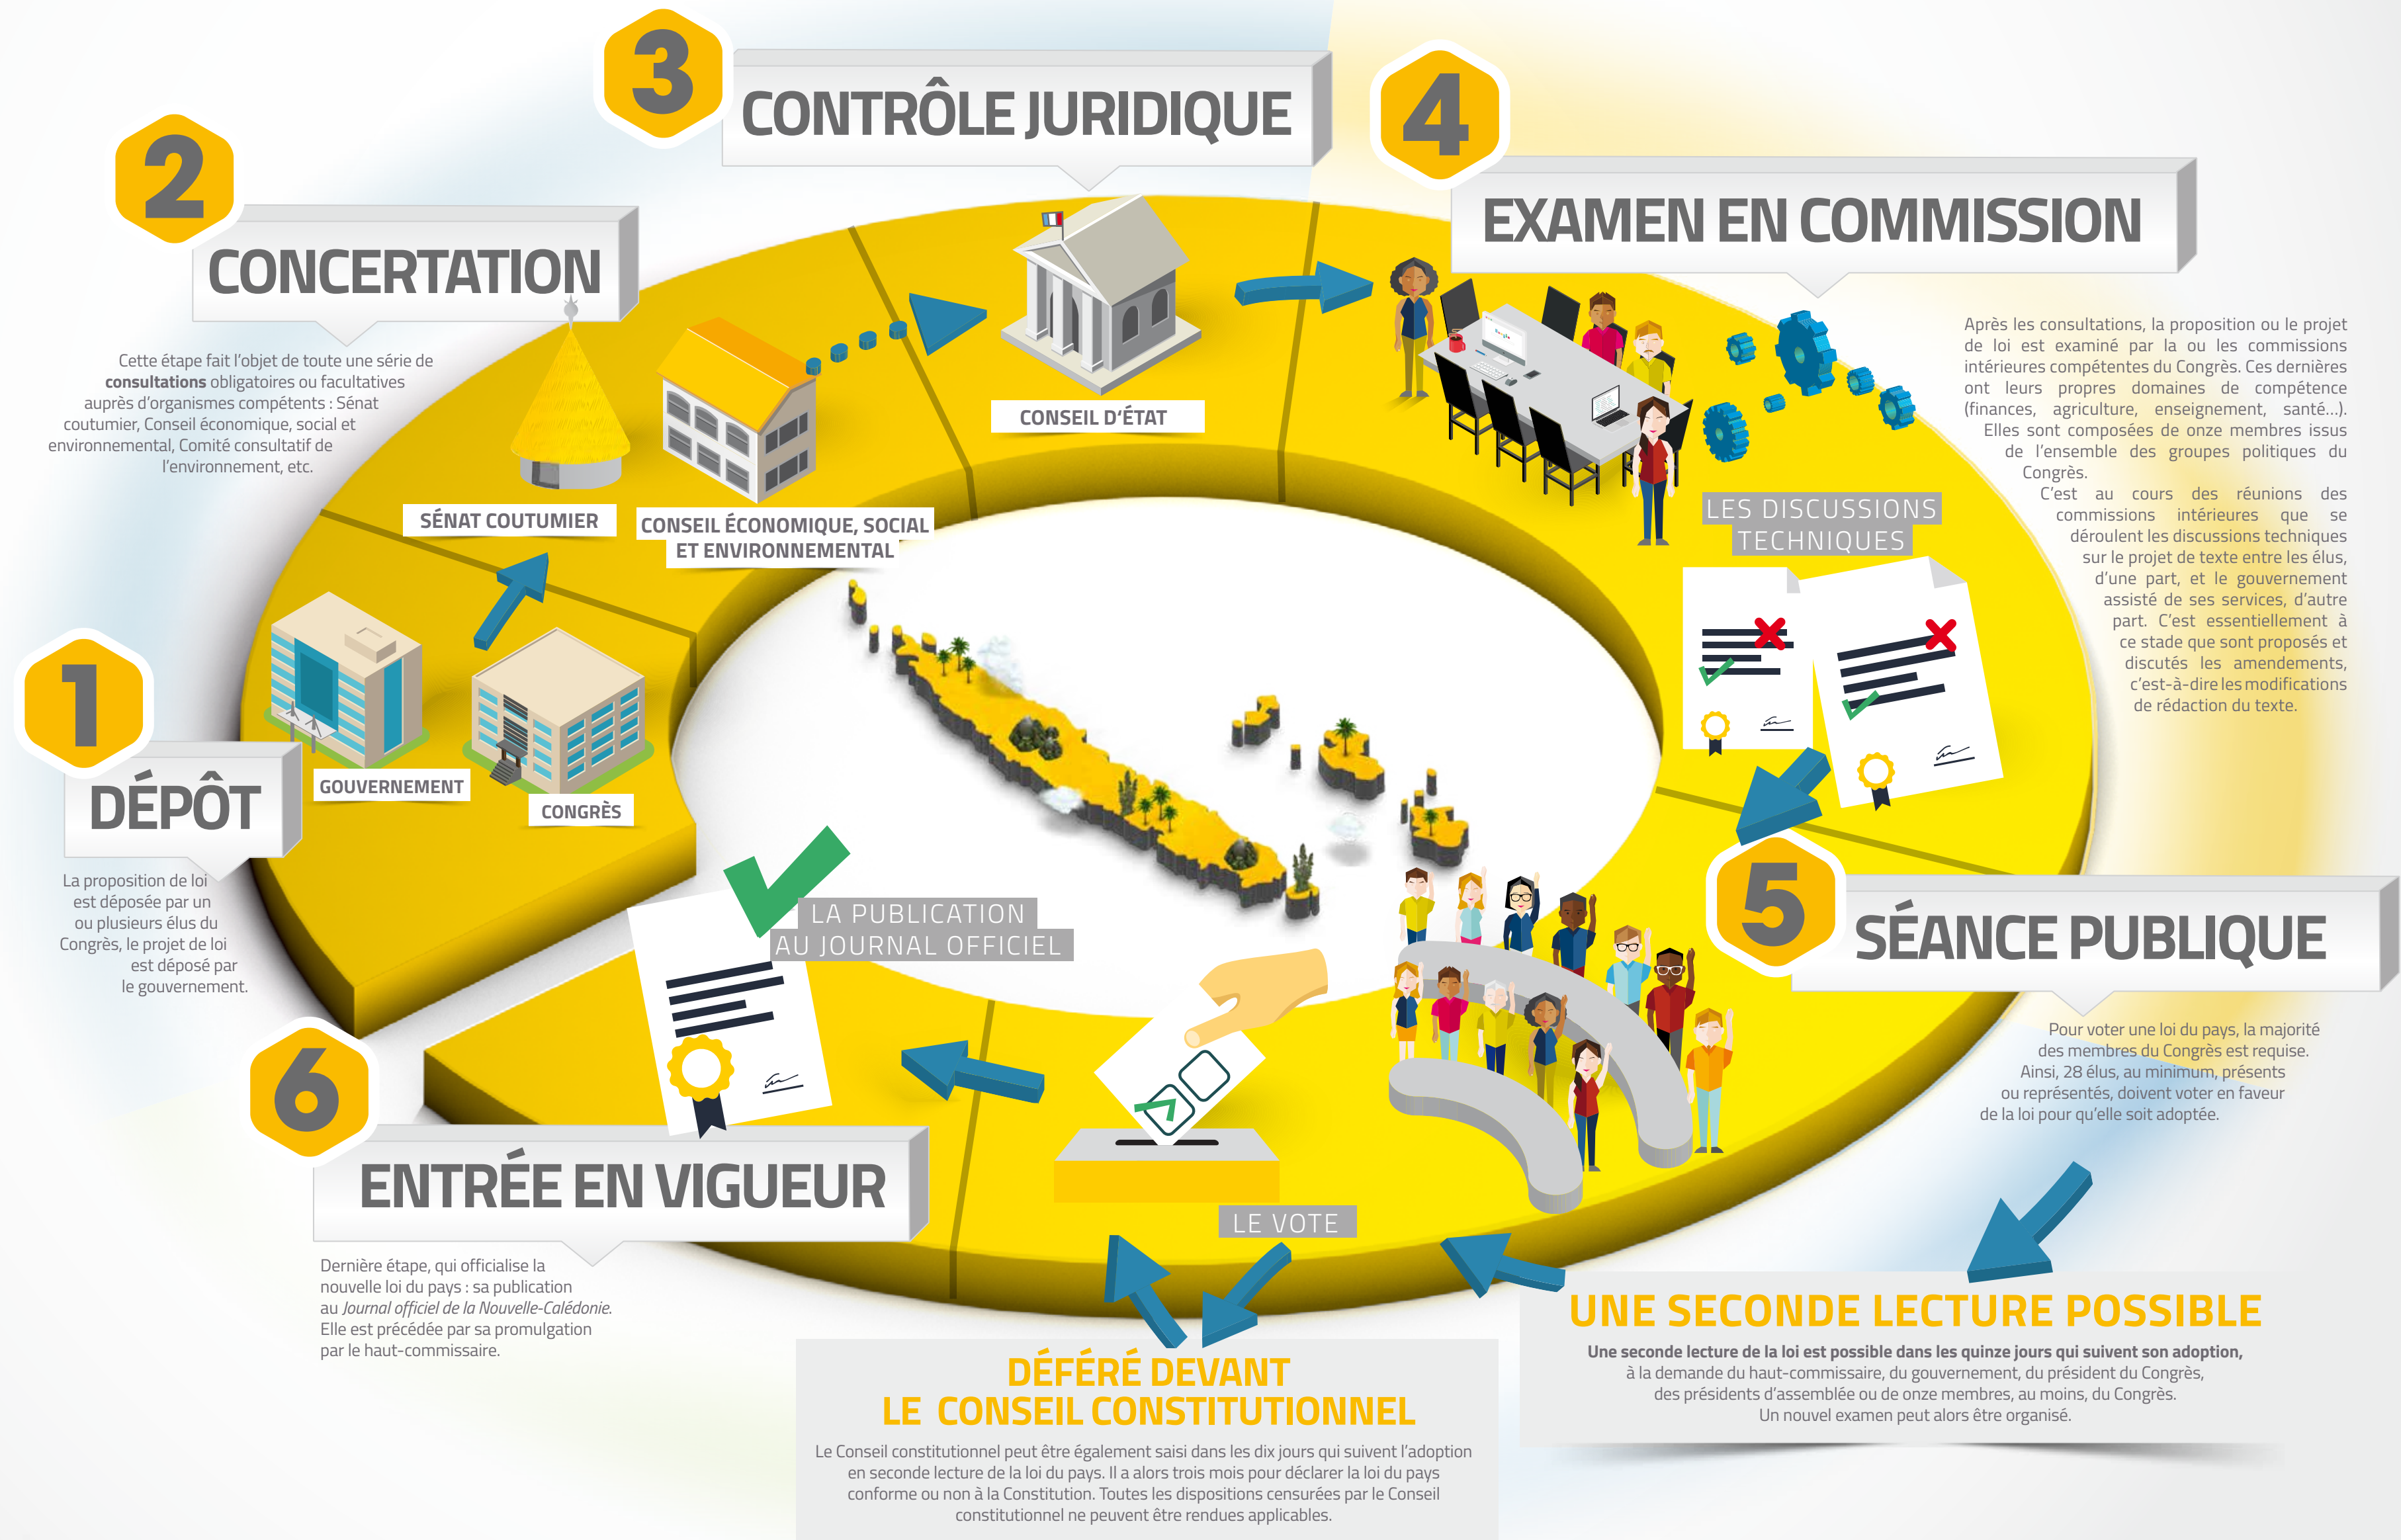 1
DÉPÔT
La proposition de loi
est déposée par un
ou plusieurs élus du
Congrès, le projet de loi
est déposé par
le gouvernement.
GOUVERNEMENT
CONGRÈS
2
CONCERTATION
Cette étape fait l’objet de toute une série de
consultations obligatoires ou facultatives
auprès d’organismes compétents : Sénat
coutumier, Conseil économique, social et
environnemental, Comité consultatif de
l’environnement, etc.
SÉNAT COUTUMIER
CONSEIL ÉCONOMIQUE, SOCIAL
ET ENVIRONNEMENTAL
3
CONTRÔLE JURIDIQUE
CONSEIL D’ÉTAT
4
EXAMEN EN COMMISSION
Google
Après les consultations, la proposition ou le projet
de loi est examiné par la ou les commissions
intérieures compétentes du Congrès. Ces dernières
ont leurs propres domaines de compétence
(finances, agriculture, enseignement, santé...).
Elles sont composées de onze membres issus
de l’ensemble des groupes politiques du
Congrès.
C’est au cours des réunions des
commissions intérieures que se
déroulent les discussions techniques
sur le projet de texte entre les élus,
d’une part, et le gouvernement
assisté de ses services, d’autre
part. C’est essentiellement à
ce stade que sont proposés et
discutés les amendements,
c’est-à-dire les modifications
de rédaction du texte.
LES DISCUSSIONS
TECHNIQUES
5
SÉANCE PUBLIQUE
Pour voter une loi du pays, la majorité
des membres du Congrès est requise.
Ainsi, 28 élus, au minimum, présents
ou représentés, doivent voter en faveur
de la loi pour qu’elle soit adoptée.
LE VOTE
UNE SECONDE LECTURE POSSIBLE
Une seconde lecture de la loi est possible dans les quinze jours qui suivent son adoption,
à la demande du haut-commissaire, du gouvernement, du président du Congrès,
des présidents d’assemblée ou de onze membres, au moins, du Congrès.
Un nouvel examen peut alors être organisé.
DÉFÉRÉ DEVANT
LE CONSEIL CONSTITUTIONNEL
Le Conseil constitutionnel peut être également saisi dans les dix jours qui suivent l’adoption
en seconde lecture de la loi du pays. Il a alors trois mois pour déclarer la loi du pays
conforme ou non à la Constitution. Toutes les dispositions censurées par le Conseil
constitutionnel ne peuvent être rendues applicables.
LA PUBLICATION
AU JOURNAL OFFICIEL
6
ENTRÉE EN VIGUEUR
Dernière étape, qui officialise la
nouvelle loi du pays : sa publication
au Journal officiel de la Nouvelle-Calédonie.
Elle est précédée par sa promulgation
par le haut-commissaire.